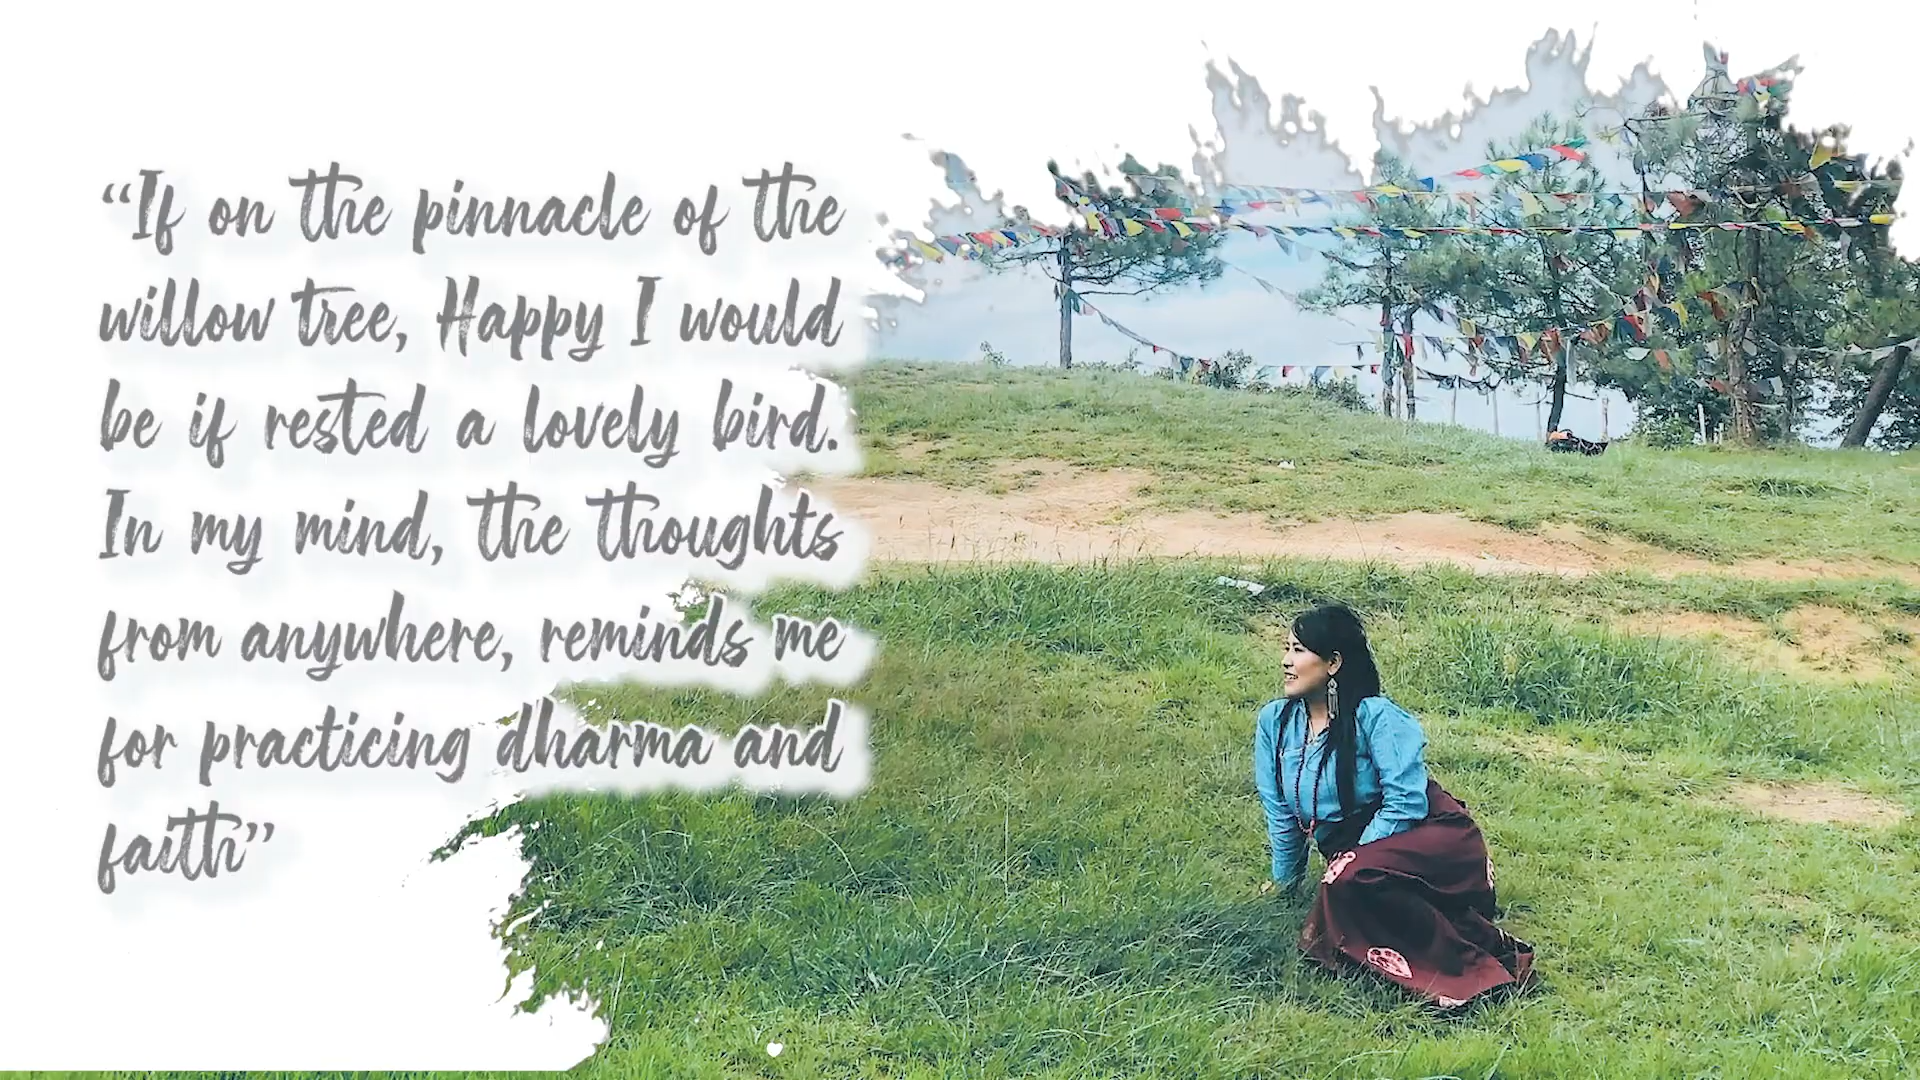 “If on the pinnacle of the
willow tree, Happy I would
be if rested a lovely bird.
In my mind, the thoughts
from anywhere, reminds me
for practicing dharma and
faith”